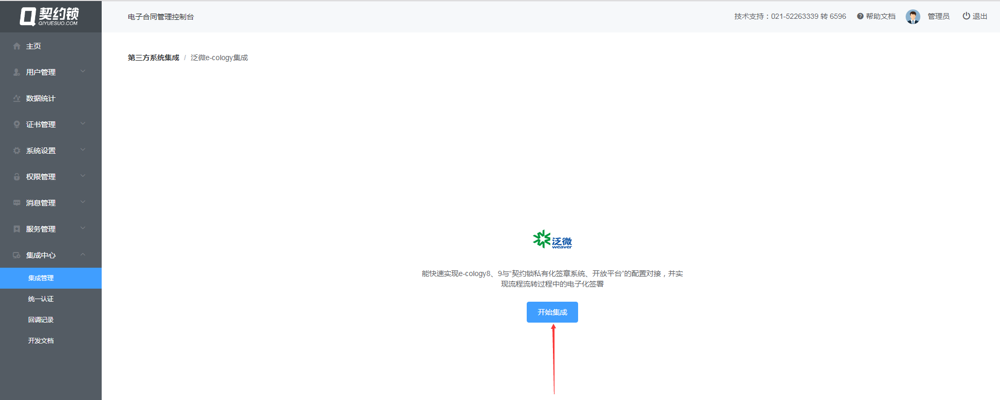 契约锁
QIYUESUO.COM
电子合同管理控制台
技术支持：021-52263339 转 6596
帮助文档
管理员
退出
主页
用户管理
数据统计
证书管理
系统设置
权限管理
消息管理
服务管理
集成中心
集成管理
统一认证
回调记录
开发文档
第三方系统集成 / 泛微e-cology集成
泛微
weaver
能快速实现e-cology8、9与“契约锁私有化签章系统、开放平台”的配置对接，并实
现流程流转过程中的电子化签署
开始集成